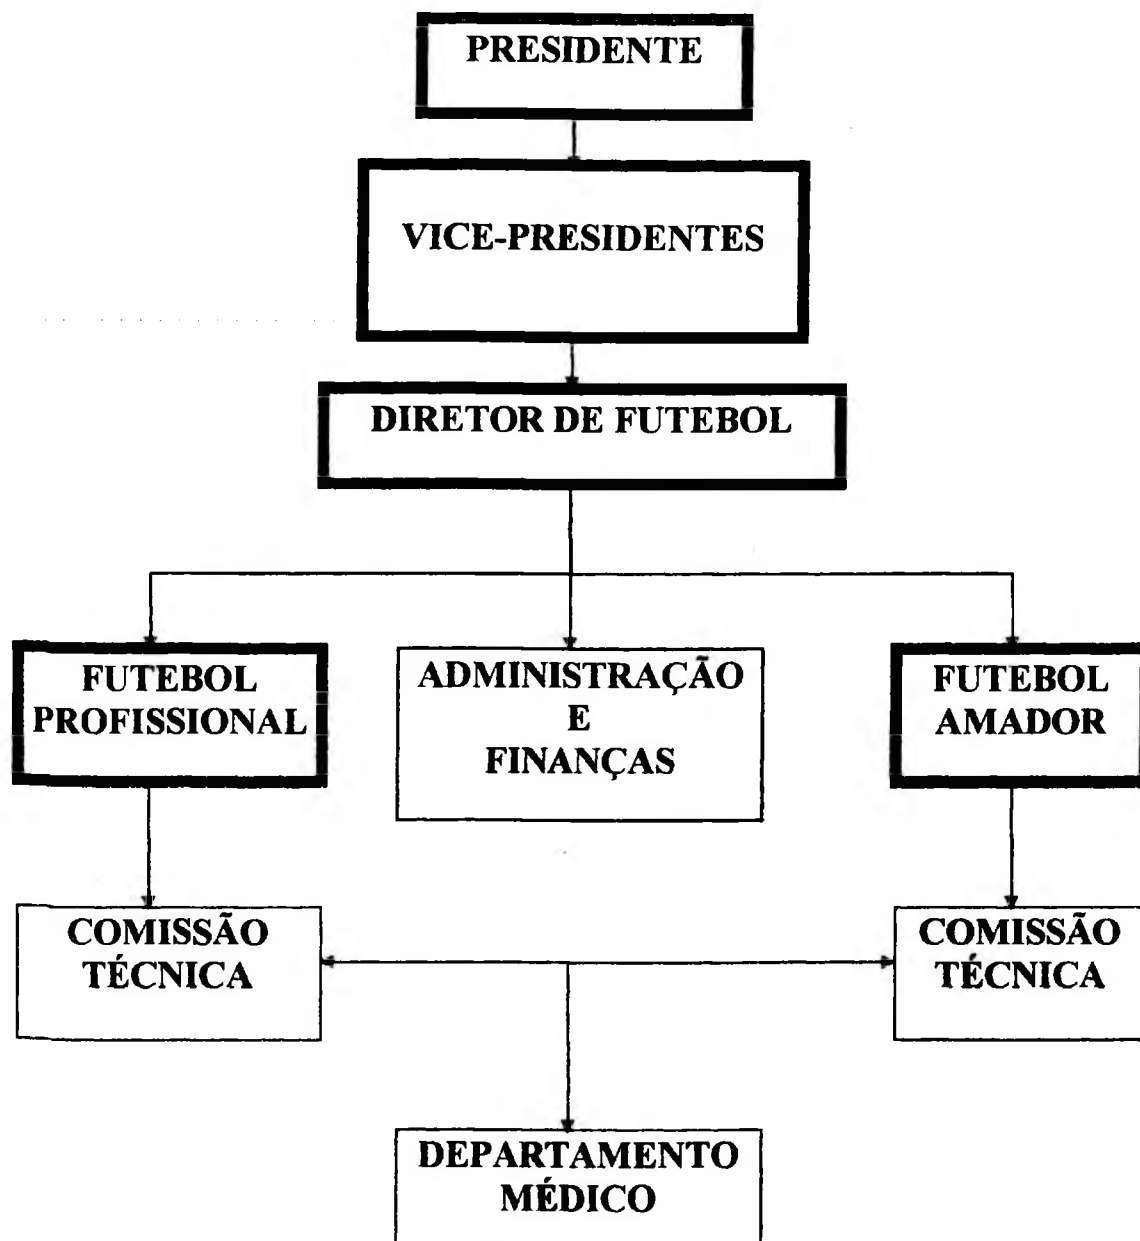 PRESIDENTE
VICE-PRESIDENTES
DIRETOR DE FUTEBOL
FUTEBOL
PROFISSIONAL
ADMINISTRAÇÃO
E
FINANÇAS
FUTEBOL
AMADOR
COMISSÃO
TÉCNICA
COMISSÃO
TÉCNICA
DEPARTAMENTO
MÉDICO